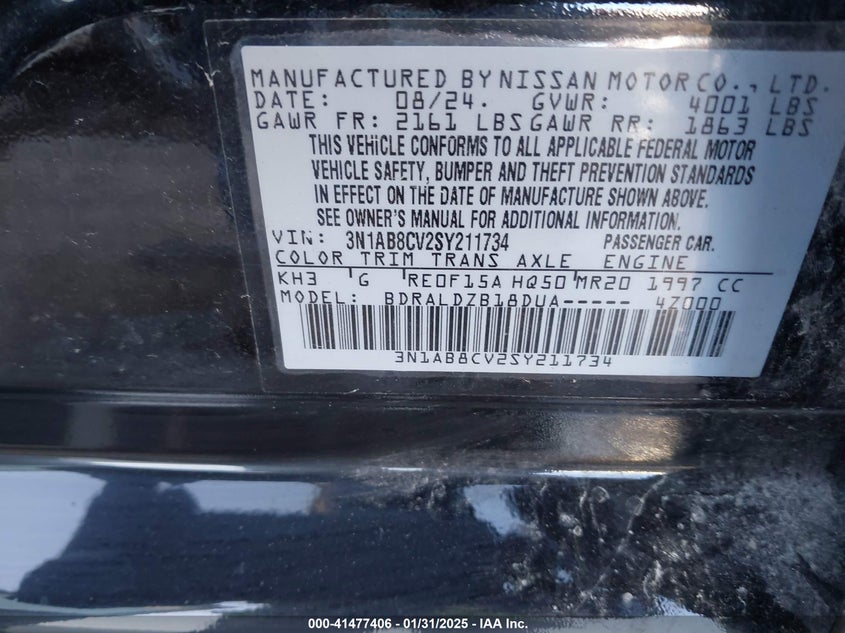 MANUFACTURED BY NISSAN MOTOR CO., LTD.
DATE: 08/24. GVWR: 4001 LBS
GAWR FR: 2161 LBS GAWR RR: 1863 LBS
THIS VEHICLE CONFORMS TO ALL APPLICABLE FEDERAL MOTOR
VEHICLE SAFETY, BUMPER AND THEFT PREVENTION STANDARDS
IN EFFECT ON THE DATE OF MANUFACTURE SHOWN ABOVE.
SEE OWNER'S MANUAL FOR ADDITIONAL INFORMATION.
VIN: 3N1AB8CV2SY211734 PASSENGER CAR.
COLOR TRIM TRANS AXLE ENGINE
KH3 G RE0F15A HQ50 MR20 1997 CC
MODEL: BDRALDZB18DUA----- 4Z000
3N1AB8CV2SY211734
000-41477406 - 01/31/2025 - IAA Inc.